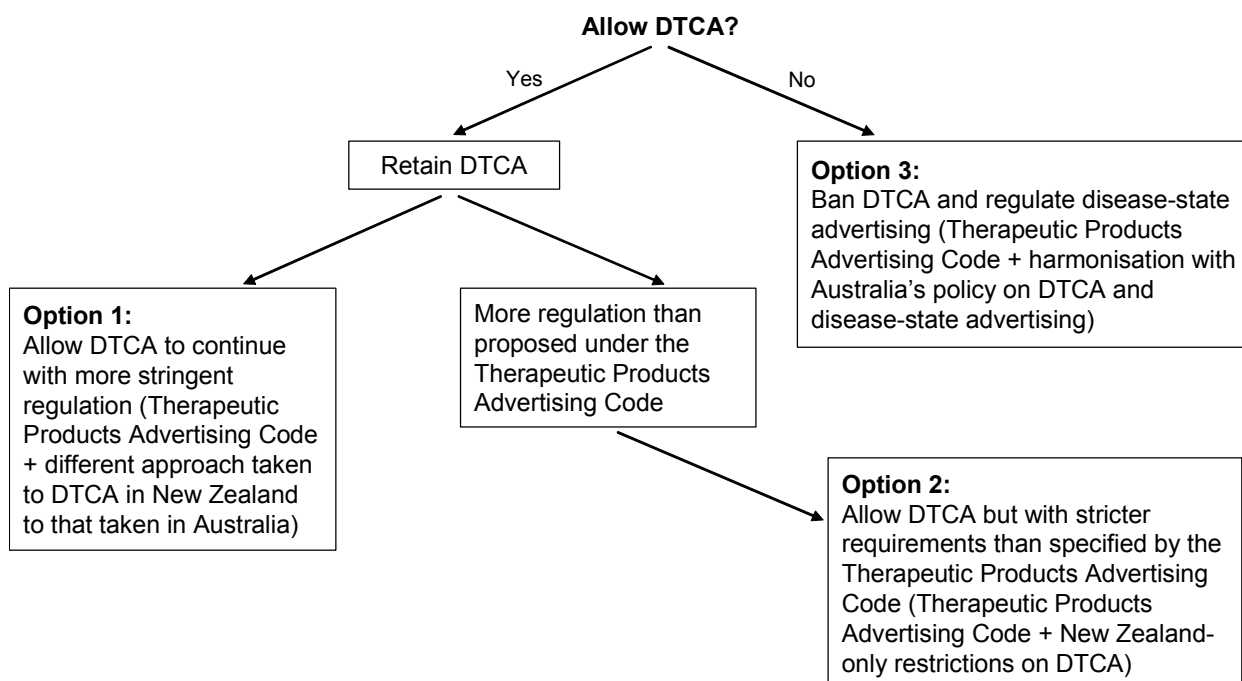 Allow DTCA?
Yes
No
Retain DTCA
Option 3:
Ban DTCA and regulate disease-state
advertising (Therapeutic Products
Advertising Code + harmonisation with
Australia’s policy on DTCA and
disease-state advertising)
Option 1:
Allow DTCA to continue
with more stringent
regulation (Therapeutic
Products Advertising Code
+ different approach taken
to DTCA in New Zealand
to that taken in Australia)
More regulation than
proposed under the
Therapeutic Products
Advertising Code
Option 2:
Allow DTCA but with stricter
requirements than specified by the
Therapeutic Products Advertising
Code (Therapeutic Products
Advertising Code + New Zealand-
only restrictions on DTCA)